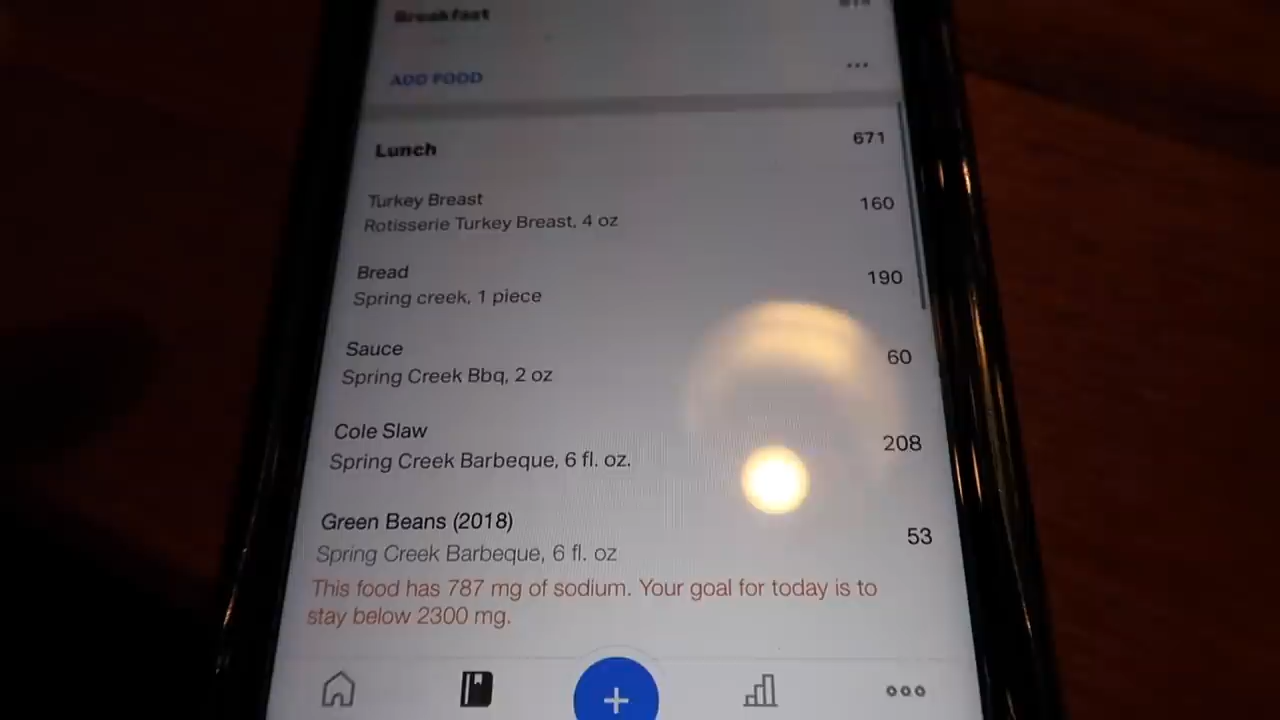 Breakfast
ADD FOOD
Lunch 671
Turkey Breast
Rotisserie Turkey Breast, 4 oz 160
Bread
Spring creek, 1 piece 190
Sauce
Spring Creek Bbq, 2 oz 60
Cole Slaw
Spring Creek Barbeque, 6 fl. oz. 208
Green Beans (2018)
Spring Creek Barbeque, 6 fl. oz 53
This food has 787 mg of sodium. Your goal for today is to
stay below 2300 mg.